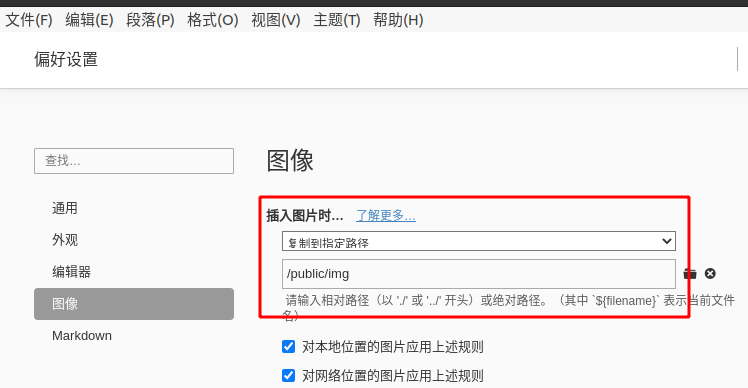 文件(F) 编辑(E) 段落(P) 格式(O) 视图(V) 主题(T) 帮助(H)
偏好设置
查找…
通用
外观
编辑器
图像
Markdown
图像
插入图片时… 了解更多…
复制到指定路径
/public/img
请输入相对路径（以 './' 或 '../' 开头）或绝对路径。（其中 `${filename}` 表示当前文件
名）
对本地位置的图片应用上述规则
对网络位置的图片应用上述规则